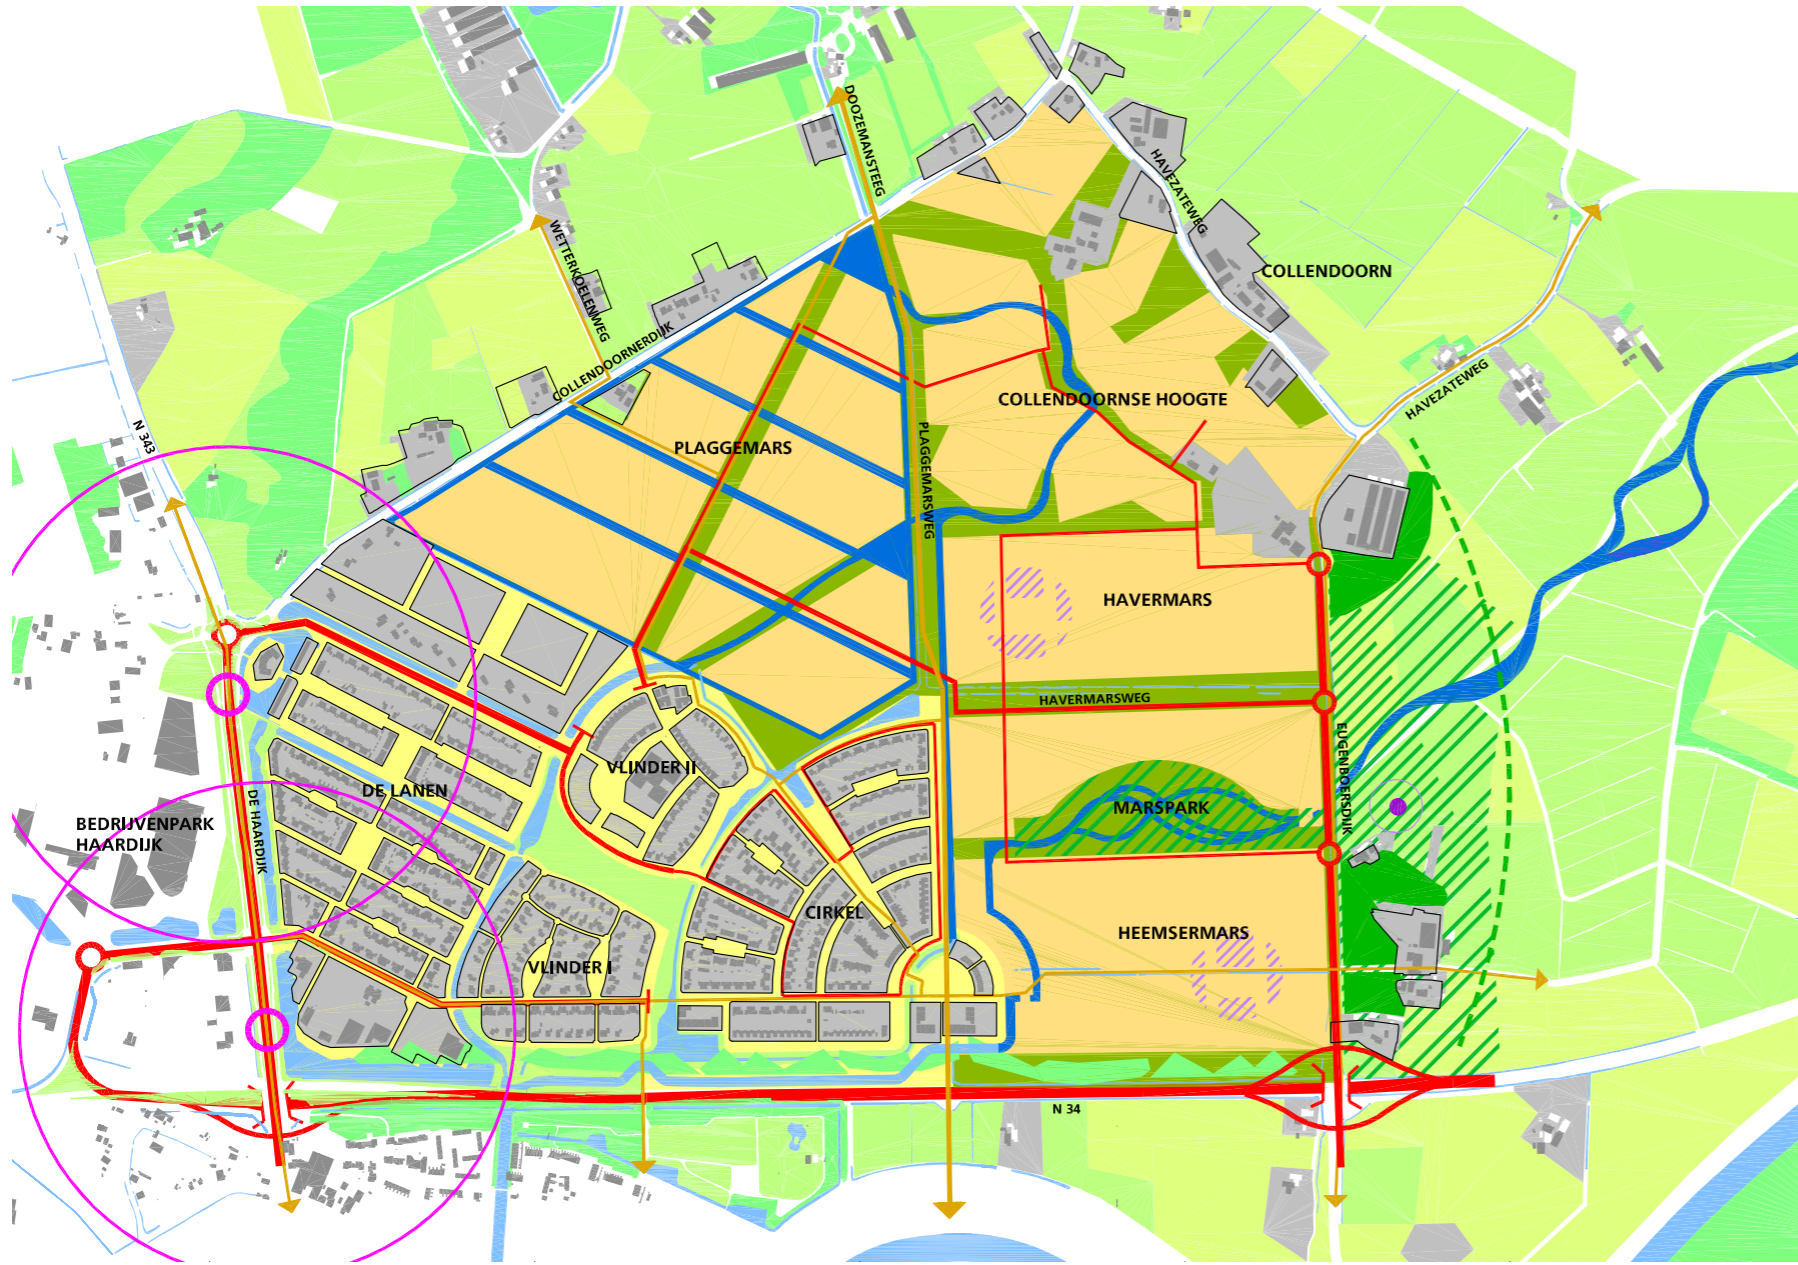 DOOZEMANSTEEG
HAVEZATEWEG
WETTERKOELENWEG
COLLENDOORN
COLLENDOORNERDIJK
HAVEZATEWEG
COLLENDOORNSE HOOGTE
N 343
PLAGGEMARS
PLAGGEMARSWEG
HAVERMARS
HAVERMARSWEG
EUGENBOERSDIJK
VLINDER II
DE LANEN
DE HAARDIJK
MARSPARK
BEDRIJVENPARK
HAARDIJK
CIRKEL
HEEMSERMARS
VLINDER I
N 34